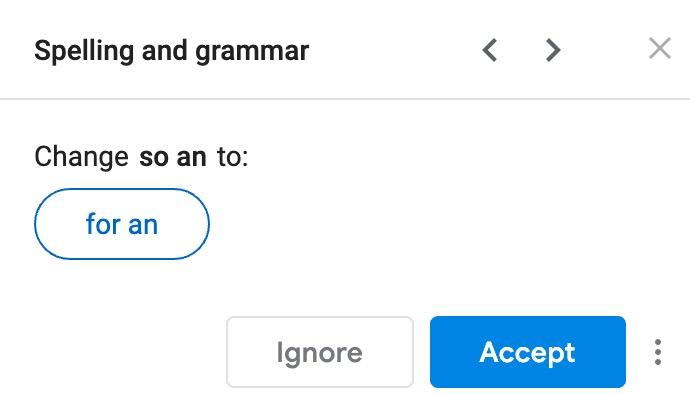 Spelling and grammar
Change so an to:
for an
Ignore Accept